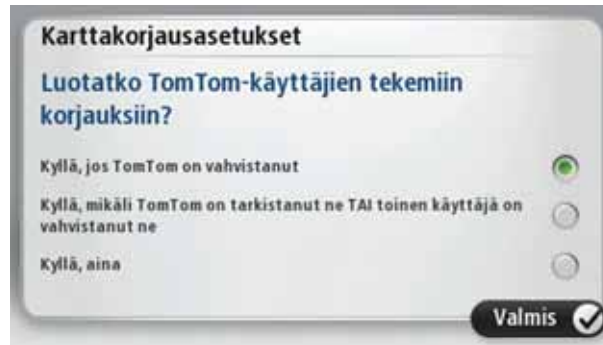 Karttakorjausasetukset
Luotatko TomTom-käyttäjien tekemiin
korjauksiin?
Kyllä, jos TomTom on vahvistanut
Kyllä, mikäli TomTom on tarkistanut ne TAI toinen käyttäjä on
vahvistanut ne
Kyllä, aina
Valmis